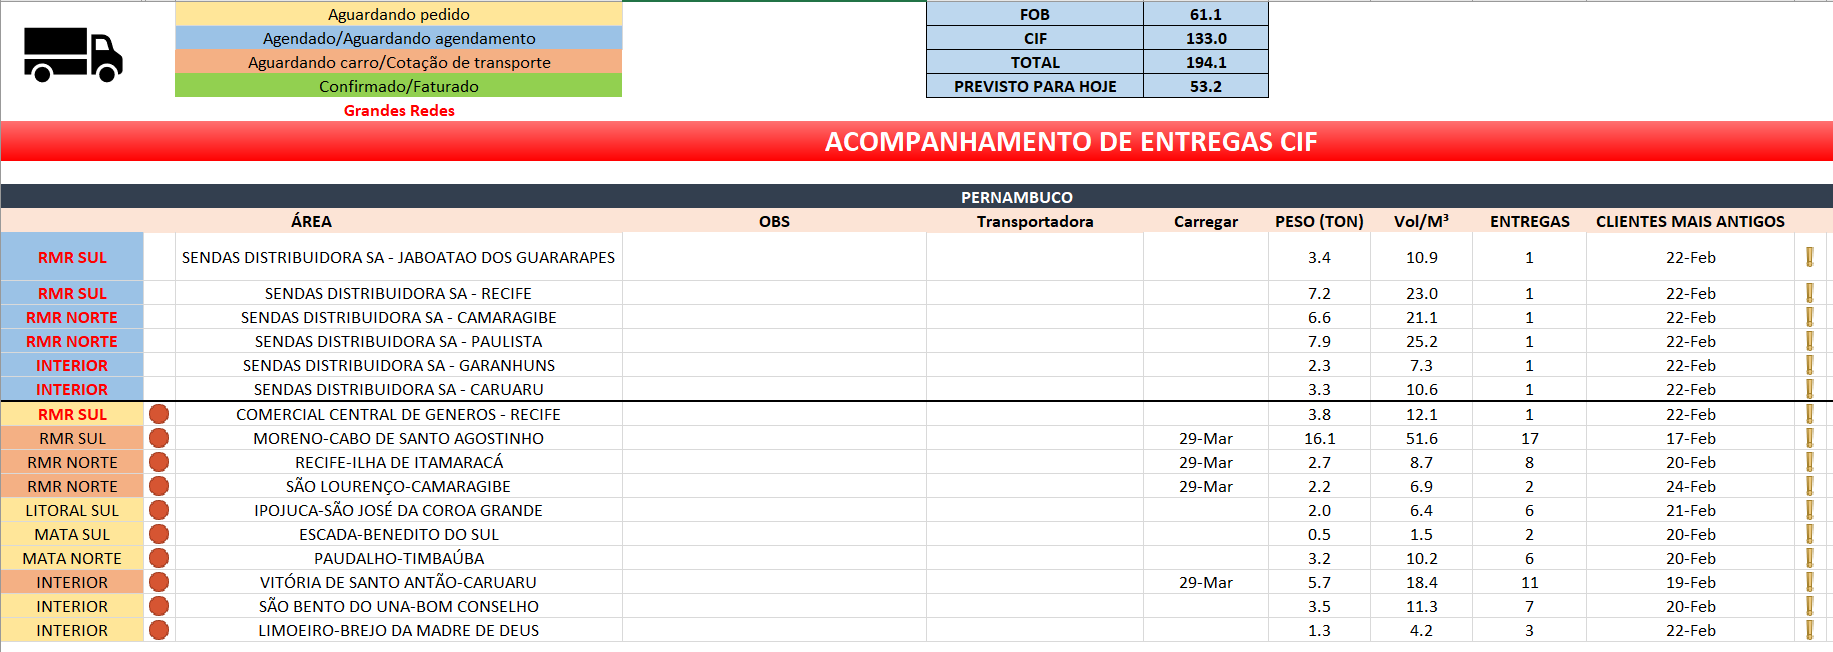 Aguardando pedido
Agendado/Aguardando agendamento
Aguardando carro/Cotação de transporte
Confirmado/Faturado
Grandes Redes
FOB 61.1
CIF 133.0
TOTAL 194.1
PREVISTO PARA HOJE 53.2
ACOMPANHAMENTO DE ENTREGAS CIF
PERNAMBUCO
ÁREA OBS Transportadora Carregar PESO (TON) Vol/M³ ENTREGAS CLIENTES MAIS ANTIGOS
RMR SUL SENDAS DISTRIBUIDORA SA - JABOATAO DOS GUARARAPES 3.4 10.9 1 22-Feb
RMR SUL SENDAS DISTRIBUIDORA SA - RECIFE 7.2 23.0 1 22-Feb
RMR NORTE SENDAS DISTRIBUIDORA SA - CAMARAGIBE 6.6 21.1 1 22-Feb
RMR NORTE SENDAS DISTRIBUIDORA SA - PAULISTA 7.9 25.2 1 22-Feb
INTERIOR SENDAS DISTRIBUIDORA SA - GARANHUNS 2.3 7.3 1 22-Feb
INTERIOR SENDAS DISTRIBUIDORA SA - CARUARU 3.3 10.6 1 22-Feb
RMR SUL COMERCIAL CENTRAL DE GENEROS - RECIFE 3.8 12.1 1 22-Feb
RMR SUL MORENO-CABO DE SANTO AGOSTINHO 29-Mar 16.1 51.6 17 17-Feb
RMR NORTE RECIFE-ILHA DE ITAMARACÁ 29-Mar 2.7 8.7 8 20-Feb
RMR NORTE SÃO LOURENÇO-CAMARAGIBE 29-Mar 2.2 6.9 2 24-Feb
LITORAL SUL IPOJUCA-SÃO JOSÉ DA COROA GRANDE 2.0 6.4 6 21-Feb
MATA SUL ESCADA-BENEDITO DO SUL 0.5 1.5 2 20-Feb
MATA NORTE PAUDALHO-TIMBAÚBA 3.2 10.2 6 20-Feb
INTERIOR VITÓRIA DE SANTO ANTÃO-CARUARU 29-Mar 5.7 18.4 11 19-Feb
INTERIOR SÃO BENTO DO UNA-BOM CONSELHO 3.5 11.3 7 20-Feb
INTERIOR LIMOEIRO-BREJO DA MADRE DE DEUS 1.3 4.2 3 22-Feb